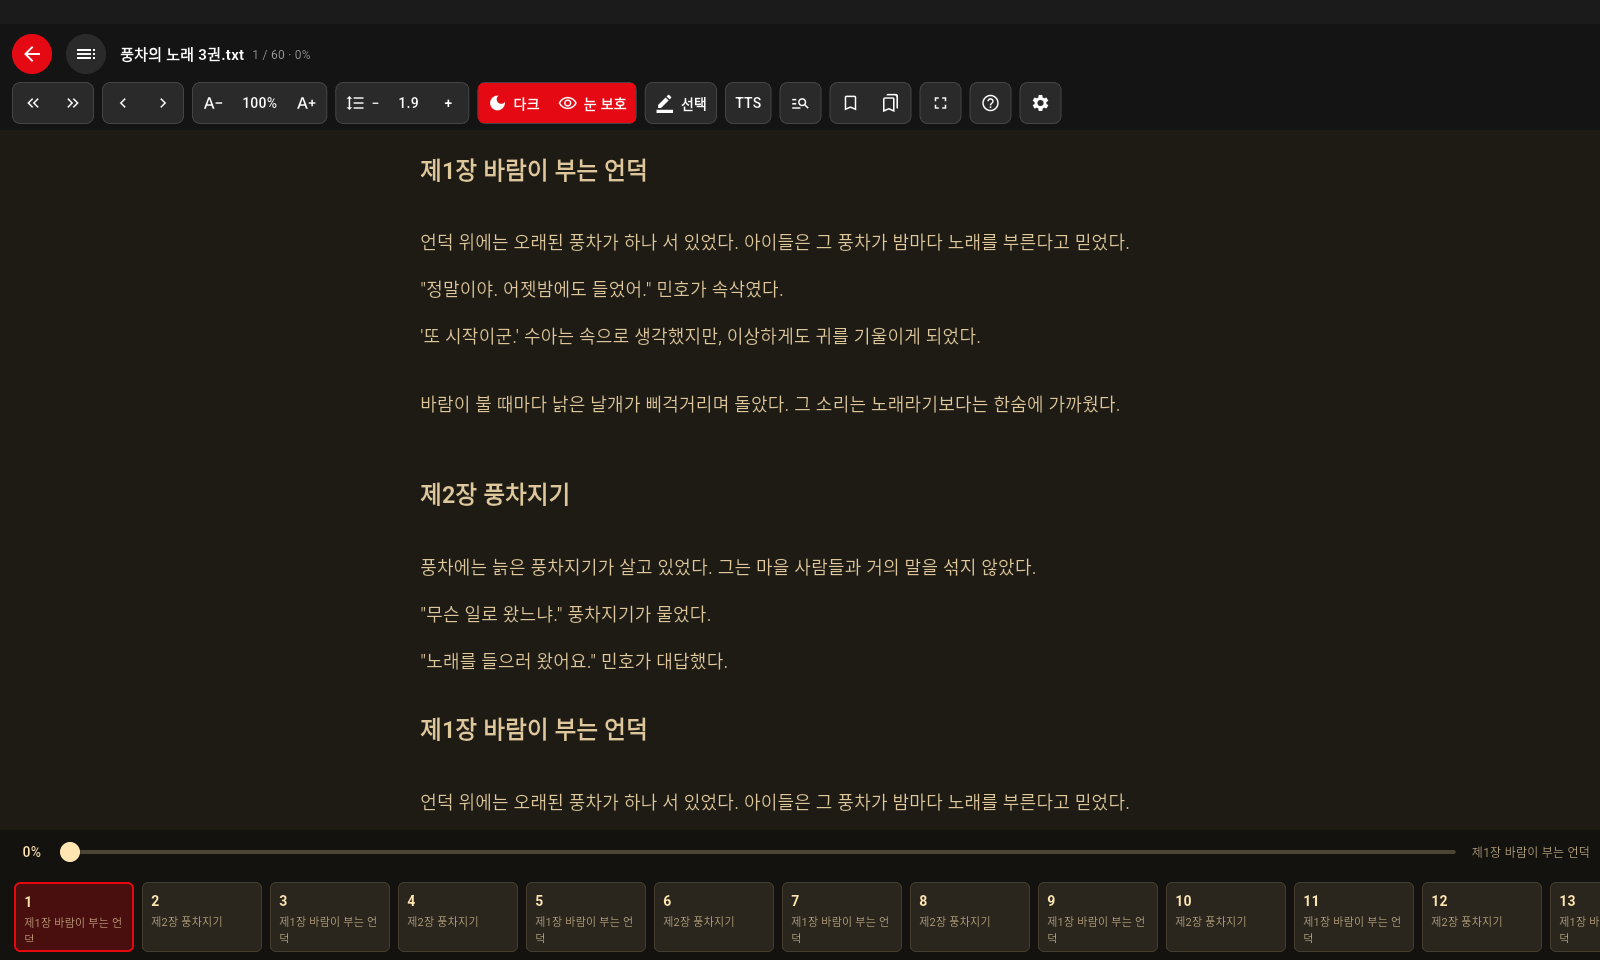 풍차의 노래 3권.txt 1 / 60 · 0%
A− 100% A+ − 1.9 + 다크 눈 보호 선택 TTS
제1장 바람이 부는 언덕
언덕 위에는 오래된 풍차가 하나 서 있었다. 아이들은 그 풍차가 밤마다 노래를 부른다고 믿었다.
"정말이야. 어젯밤에도 들었어." 민호가 속삭였다.
'또 시작이군.' 수아는 속으로 생각했지만, 이상하게도 귀를 기울이게 되었다.
바람이 불 때마다 낡은 날개가 삐걱거리며 돌았다. 그 소리는 노래라기보다는 한숨에 가까웠다.
제2장 풍차지기
풍차에는 늙은 풍차지기가 살고 있었다. 그는 마을 사람들과 거의 말을 섞지 않았다.
"무슨 일로 왔느냐." 풍차지기가 물었다.
"노래를 들으러 왔어요." 민호가 대답했다.
제1장 바람이 부는 언덕
언덕 위에는 오래된 풍차가 하나 서 있었다. 아이들은 그 풍차가 밤마다 노래를 부른다고 믿었다.
0% 제1장 바람이 부는 언덕
1
제1장 바람이 부는 언
덕
2
제2장 풍차지기
3
제1장 바람이 부는 언
덕
4
제2장 풍차지기
5
제1장 바람이 부는 언
덕
6
제2장 풍차지기
7
제1장 바람이 부는 언
덕
8
제2장 풍차지기
9
제1장 바람이 부는 언
덕
10
제2장 풍차지기
11
제1장 바람이 부는 언
덕
12
제2장 풍차지기
13
제1장 바
덕